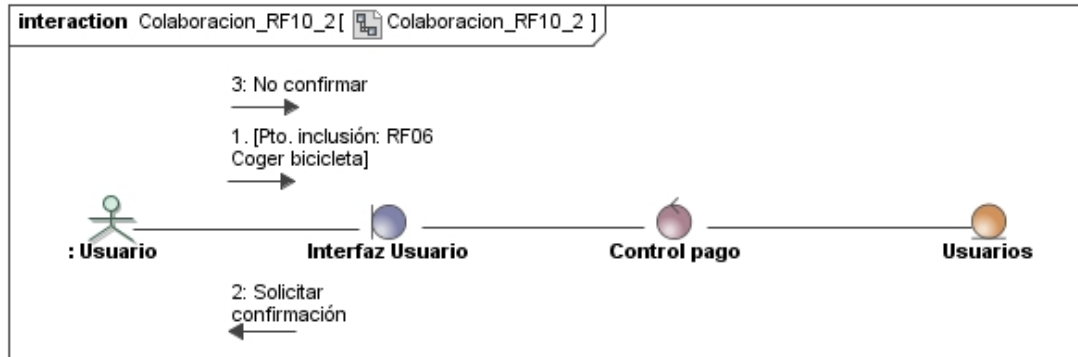 interaction Colaboracion_RF10_2[ Colaboracion_RF10_2 ]
3: No confirmar
1. [Pto. inclusión: RF06
Coger bicicleta]
: Usuario
Interfaz Usuario
Control pago
Usuarios
2: Solicitar
confirmación